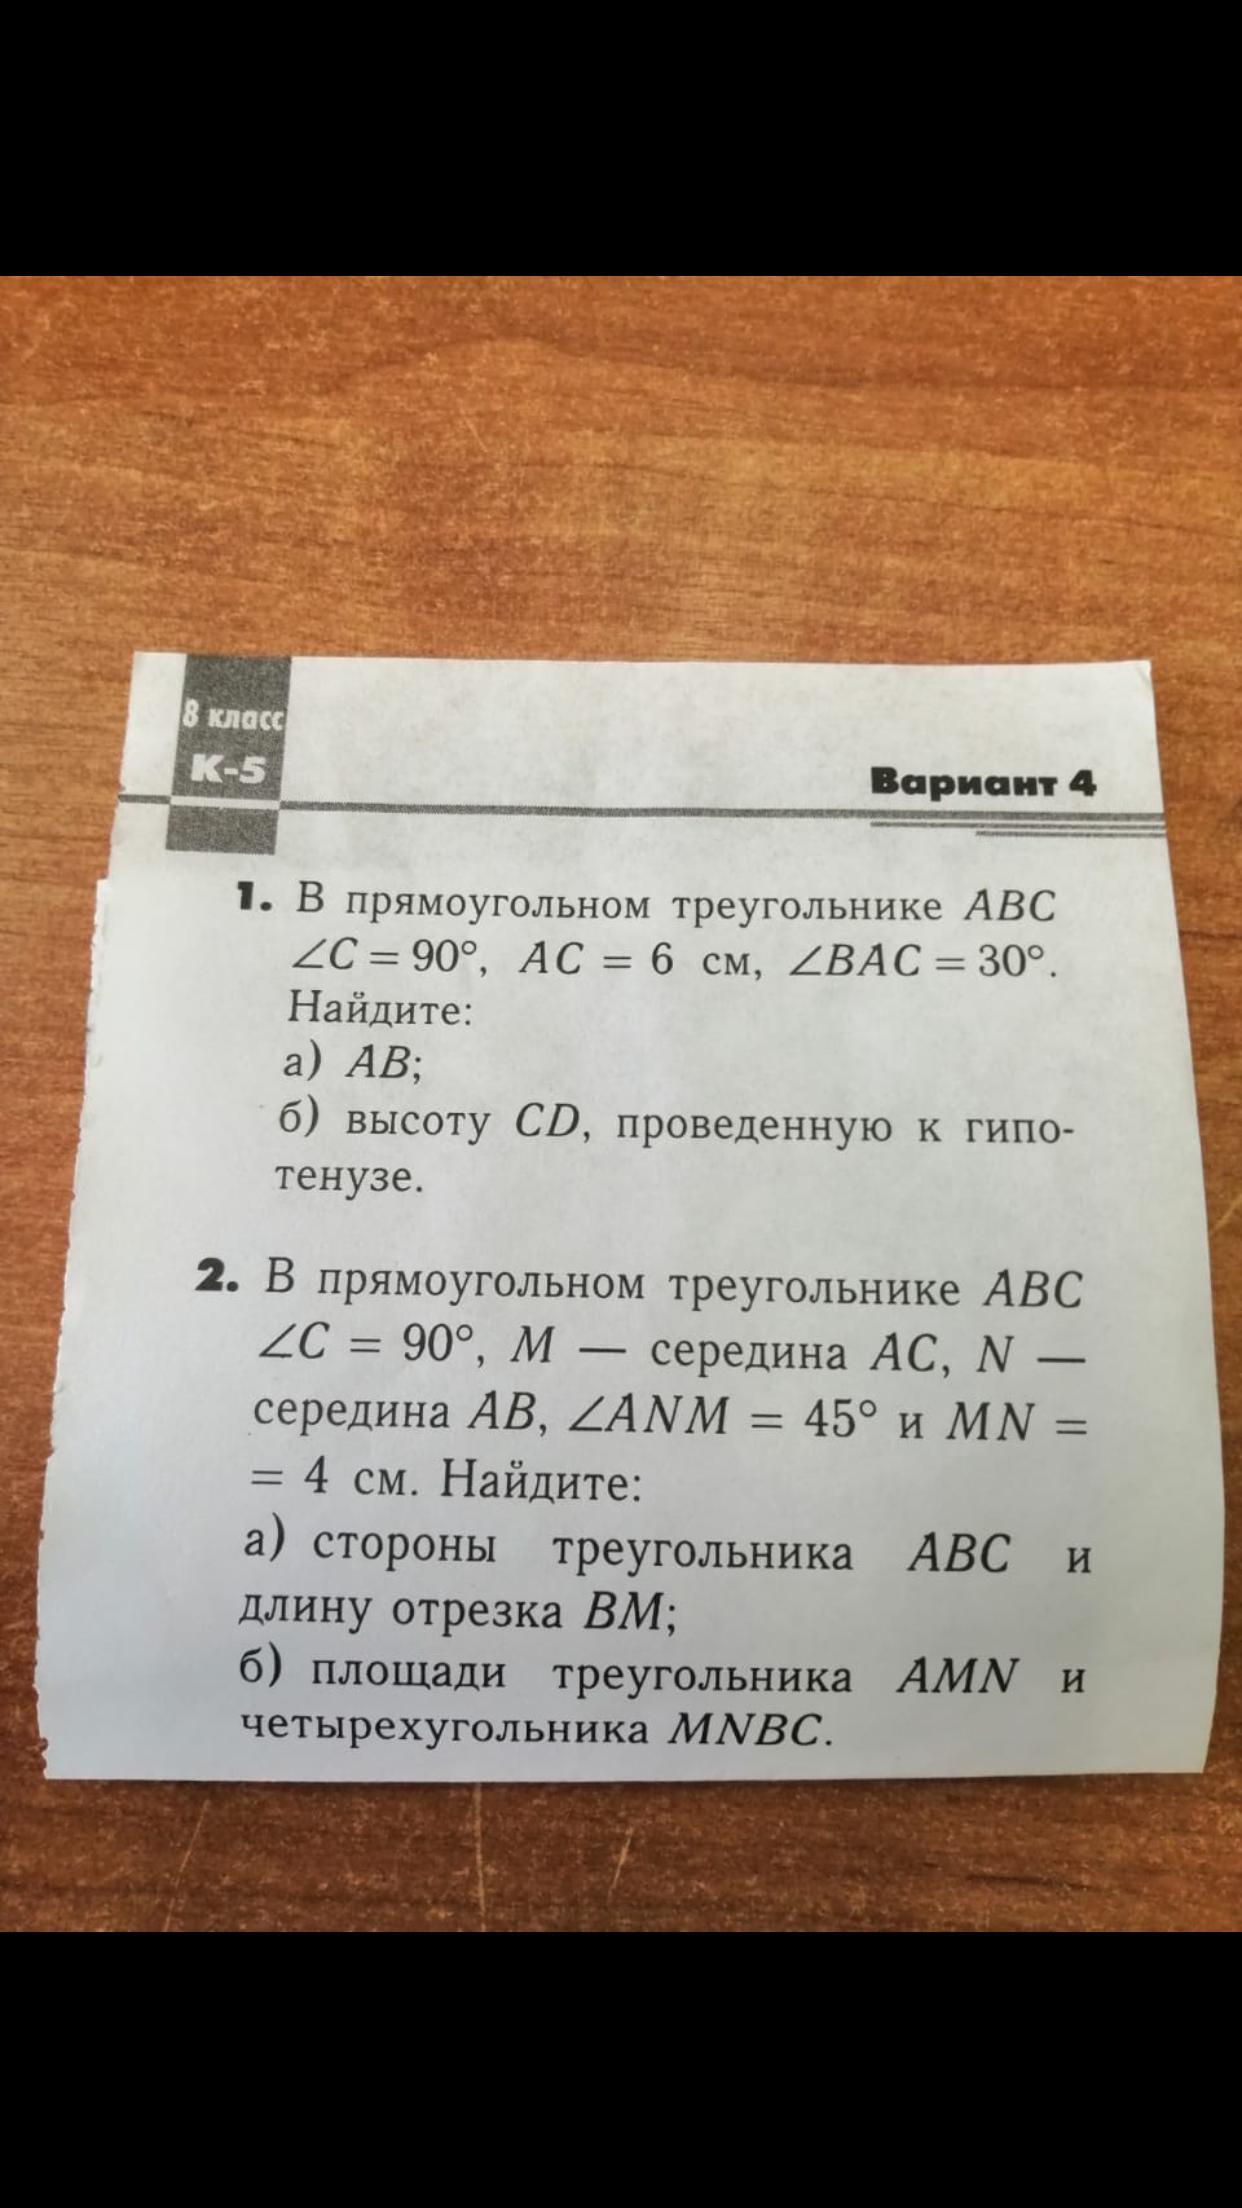 8 класс
К-5
Вариант 4
1. В прямоугольном треугольнике ABC
∠C = 90°, AC = 6 см, ∠BAC = 30°.
Найдите:
а) AB;
б) высоту CD, проведенную к гипо-
тенузе.
2. В прямоугольном треугольнике ABC
∠C = 90°, M — середина AC, N —
середина AB, ∠ANM = 45° и MN =
= 4 см. Найдите:
а) стороны треугольника ABC и
длину отрезка BM;
б) площади треугольника AMN и
четырехугольника MNBC.